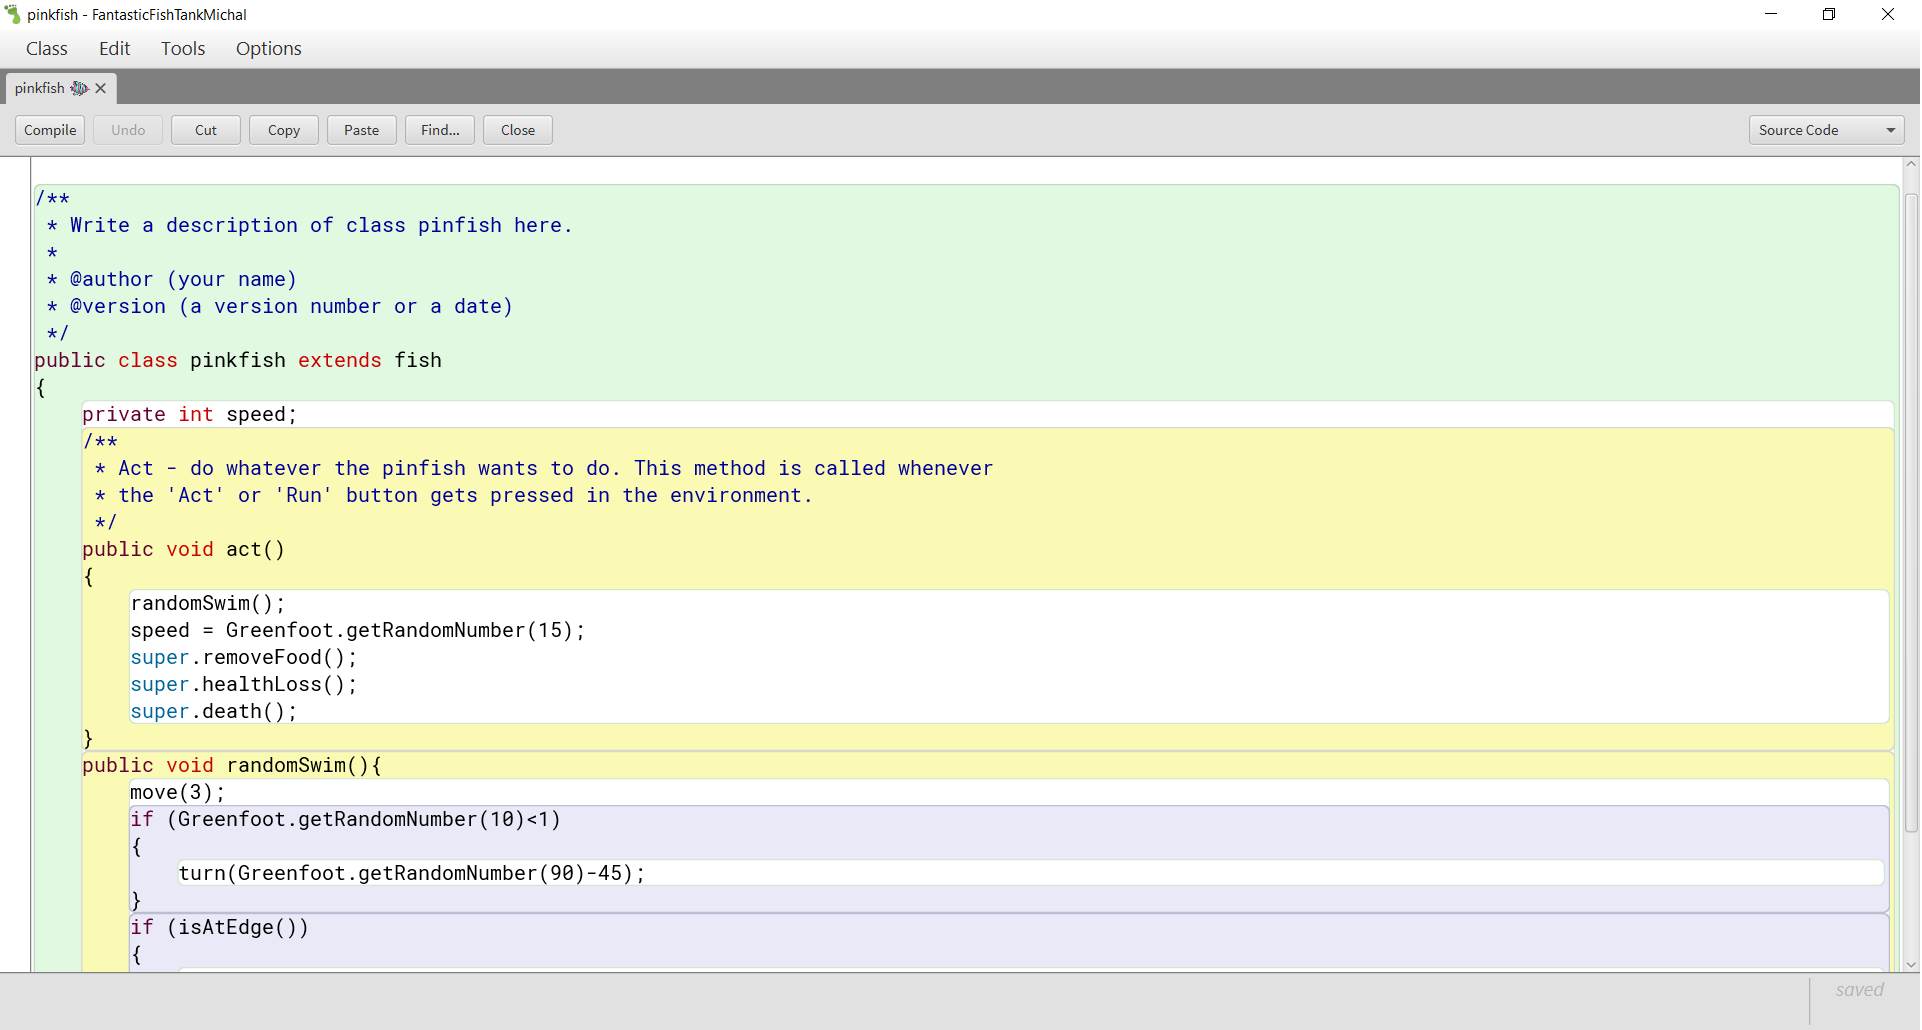 pinkfish - FantasticFishTankMichal
Class Edit Tools Options
pinkfish
Compile Undo Cut Copy Paste Find... Close Source Code
/**
 * Write a description of class pinfish here.
 *
 * @author (your name)
 * @version (a version number or a date)
 */
public class pinkfish extends fish
{
    private int speed;
    /**
     * Act - do whatever the pinfish wants to do. This method is called whenever
     * the 'Act' or 'Run' button gets pressed in the environment.
     */
    public void act()
    {
        randomSwim();
        speed = Greenfoot.getRandomNumber(15);
        super.removeFood();
        super.healthLoss();
        super.death();
    }
    public void randomSwim(){
        move(3);
        if (Greenfoot.getRandomNumber(10)<1)
        {
            turn(Greenfoot.getRandomNumber(90)-45);
        }
        if (isAtEdge())
        {
saved